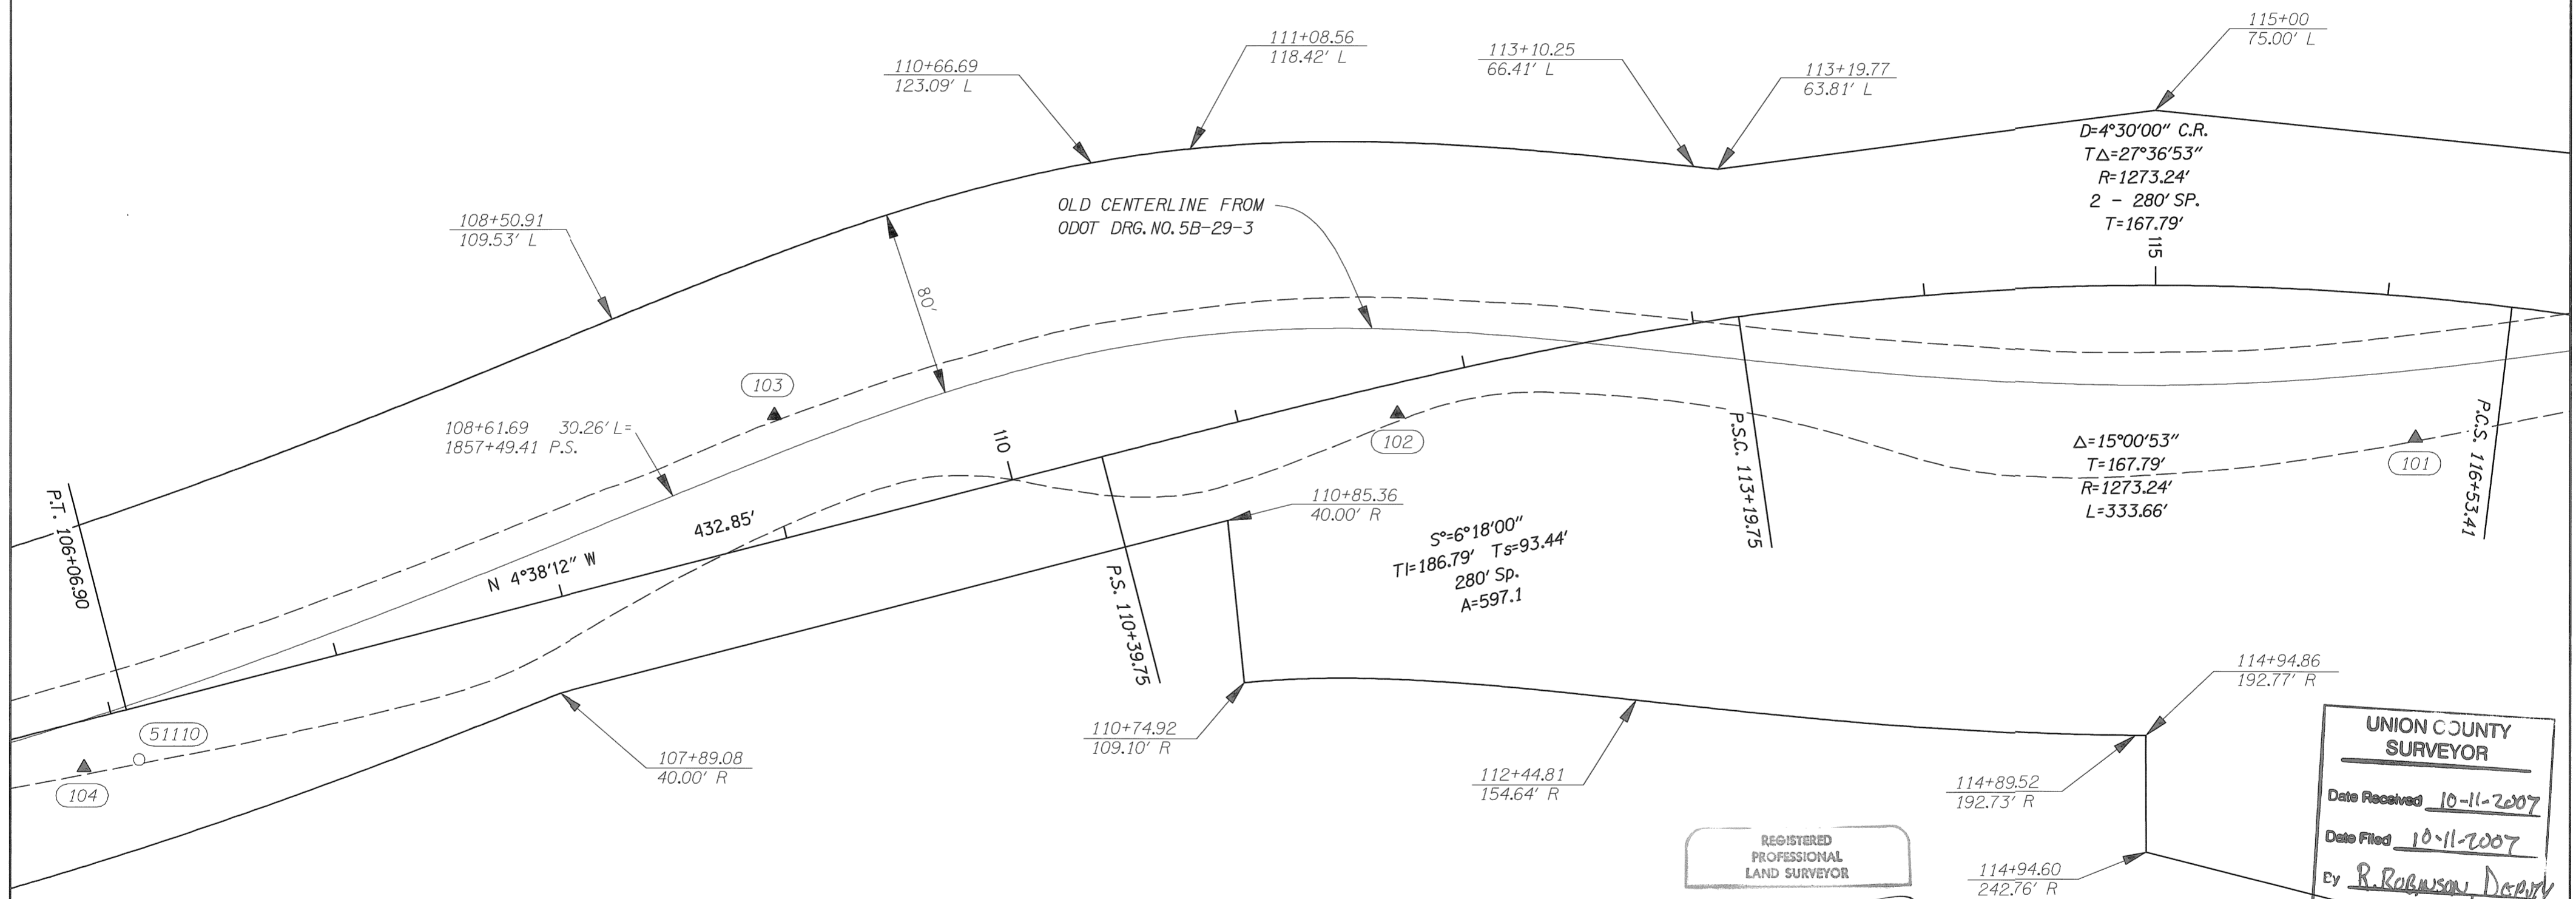 115+00
75.00' L
111+08.56
118.42' L
113+10.25
66.41' L
110+66.69
123.09' L
113+19.77
63.81' L
D=4°30'00" C.R.
T△=27°36'53"
R=1273.24'
2 - 280' SP.
T=167.79'
115
OLD CENTERLINE FROM
ODOT DRG. NO. 5B-29-3
108+50.91
109.53' L
80'
103
108+61.69 30.26' L=
1857+49.41 P.S.
110
102
P.S.C. 113+19.75
△=15°00'53"
T=167.79'
R=1273.24'
L=333.66'
101
P.C.S. 116+53.41
P.T. 106+06.90
432.85'
N 4°38'12" W
110+85.36
40.00' R
S°=6°18'00"
Tl=186.79' Ts=93.44'
280' Sp.
A=597.1
P.S. 110+39.75
51110
104
107+89.08
40.00' R
110+74.92
109.10' R
112+44.81
154.64' R
114+94.86
192.77' R
114+89.52
192.73' R
114+94.60
242.76' R
REGISTERED
PROFESSIONAL
LAND SURVEYOR
UNION COUNTY
SURVEYOR
Date Received 10-11-2007
Date Filed 10-11-2007
By R. ROBINSON DEPUTY